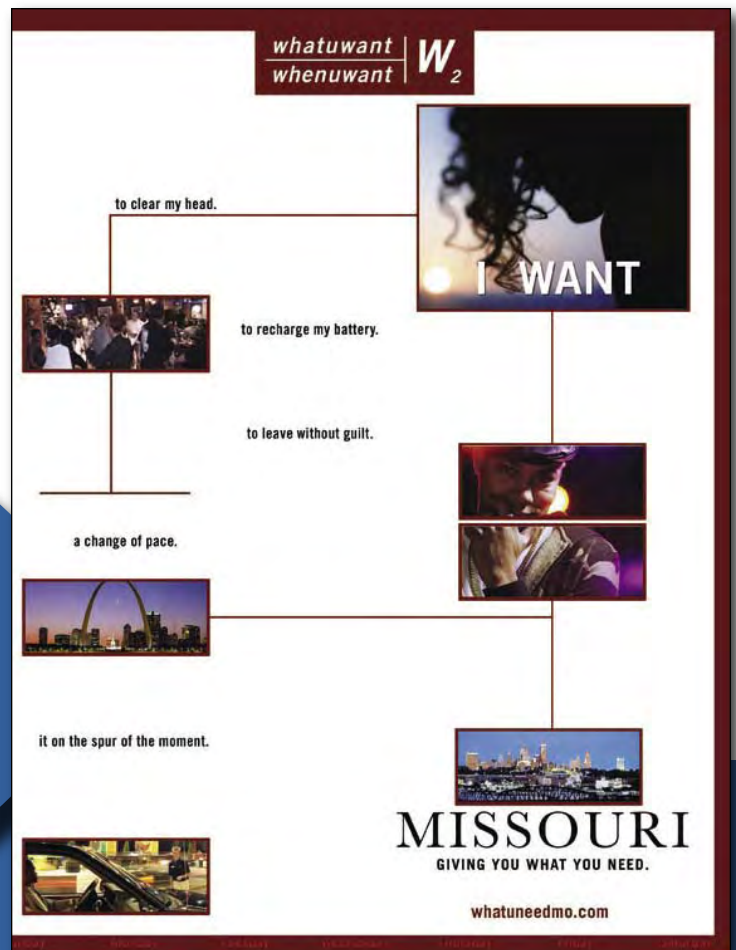 whatuwant
whenuwant
W2
to clear my head.
I WANT
to recharge my battery.
to leave without guilt.
a change of pace.
it on the spur of the moment.
MISSOURI
GIVING YOU WHAT YOU NEED.
whatuneedmo.com